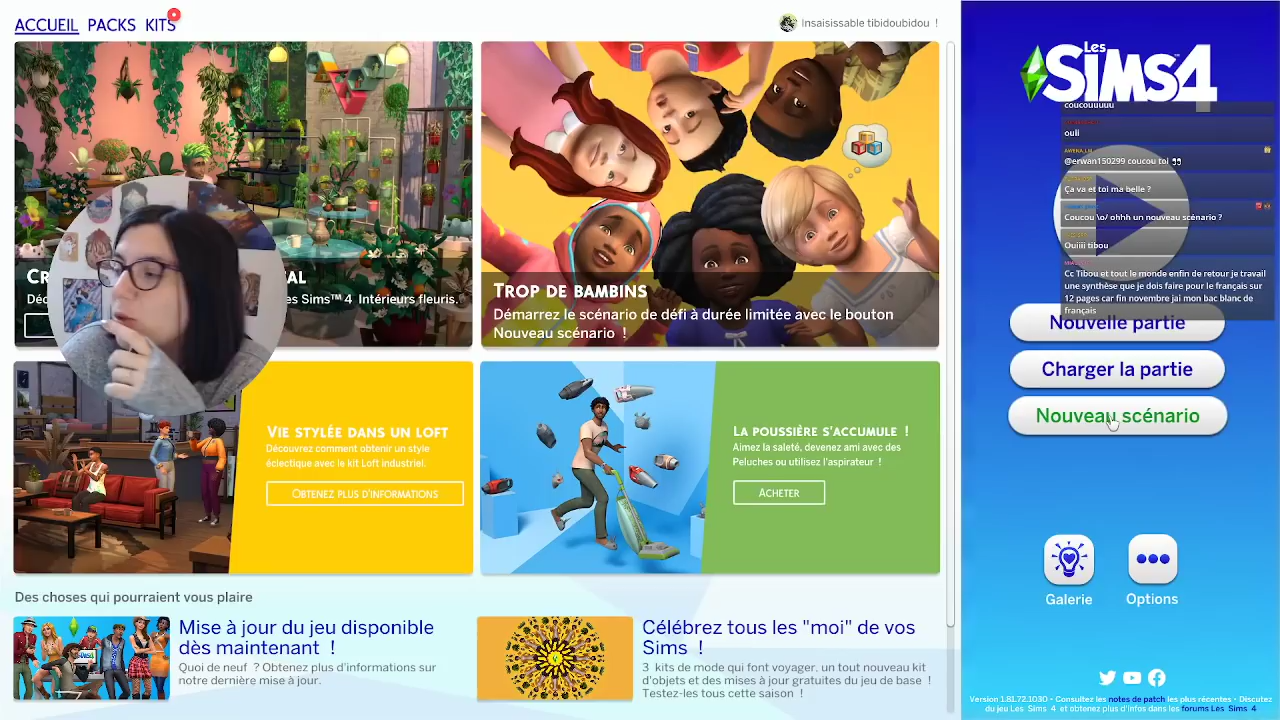 ACCUEIL PACKS KITS
Insaisissable tibidoubidou !
AL
es Sims™ 4 Intérieurs fleuris.
TROP DE BAMBINS
Démarrez le scénario de défi à durée limitée avec le bouton
Nouveau scénario !
VIE STYLÉE DANS UN LOFT
Découvrez comment obtenir un style
éclectique avec le kit Loft industriel.
OBTENEZ PLUS D'INFORMATIONS
LA POUSSIÈRE S'ACCUMULE !
Aimez la saleté, devenez ami avec des
Peluches ou utilisez l'aspirateur !
ACHETER
Des choses qui pourraient vous plaire
Mise à jour du jeu disponible
dès maintenant !
Quoi de neuf ? Obtenez plus d'informations sur
notre dernière mise à jour.
Célébrez tous les "moi" de vos
Sims !
3 kits de mode qui font voyager, un tout nouveau kit
d'objets et des mises à jour gratuites du jeu de base !
Testez-les tous cette saison !
Les
SiMS4
coucouuuuu
ouii
@erwan150299 coucou toi
Ça va et toi ma belle ?
Coucou \o/ ohhh un nouveau scénario ?
Ouiiii tibou
Cc Tibou et tout le monde enfin de retour je travail
une synthèse que je dois faire pour le français sur
12 pages car fin novembre jai mon bac blanc de
français
Nouvelle partie
Charger la partie
Nouveau scénario
Galerie
Options
Version 1.81.72.1030 • Consultez les notes de patch les plus récentes • Discutez
du jeu Les Sims 4 et obtenez plus d'infos dans les forums Les Sims 4